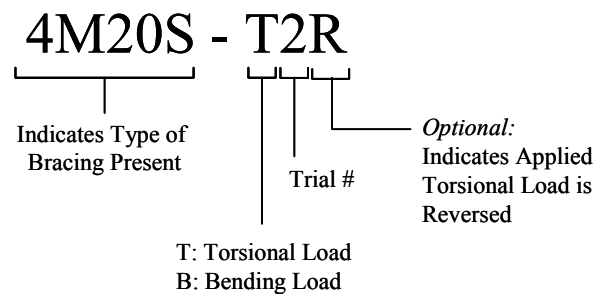 4M20S - T2R
Indicates Type of
Bracing Present
Trial #
Optional:
Indicates Applied
Torsional Load is
Reversed
T: Torsional Load
B: Bending Load